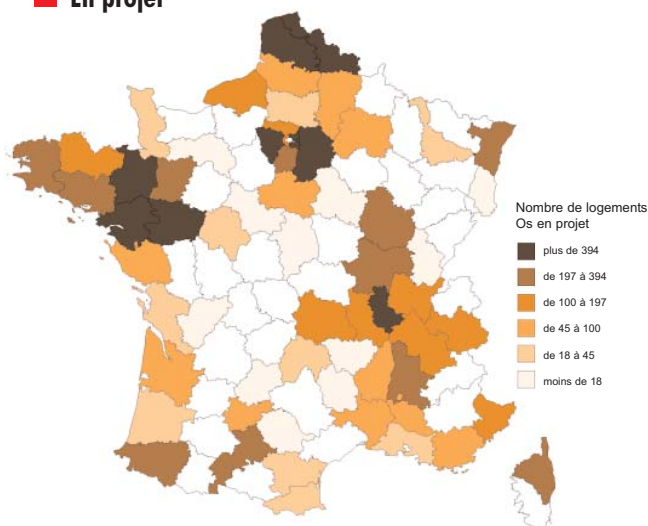 En projet
Nombre de logements
Os en projet
plus de 394
de 197 à 394
de 100 à 197
de 45 à 100
de 18 à 45
moins de 18